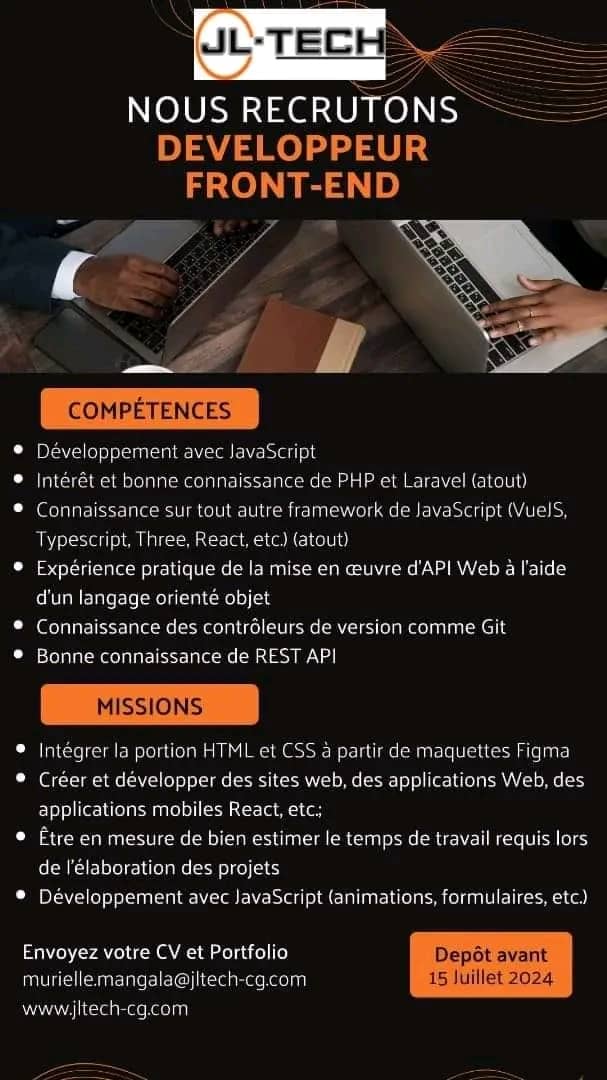 JL-TECH
NOUS RECRUTONS
DEVELOPPEUR
FRONT-END
COMPÉTENCES
• Développement avec JavaScript
• Intérêt et bonne connaissance de PHP et Laravel (atout)
• Connaissance sur tout autre framework de JavaScript (VueJS,
Typescript, Three, React, etc.) (atout)
• Expérience pratique de la mise en œuvre d'API Web à l'aide
d'un langage orienté objet
• Connaissance des contrôleurs de version comme Git
• Bonne connaissance de REST API
MISSIONS
• Intégrer la portion HTML et CSS à partir de maquettes Figma
• Créer et développer des sites web, des applications Web, des
applications mobiles React, etc.;
• Être en mesure de bien estimer le temps de travail requis lors
de l'élaboration des projets
• Développement avec JavaScript (animations, formulaires, etc.)
Envoyez votre CV et Portfolio
murielle.mangala@jltech-cg.com
www.jltech-cg.com
Depôt avant
15 Juillet 2024